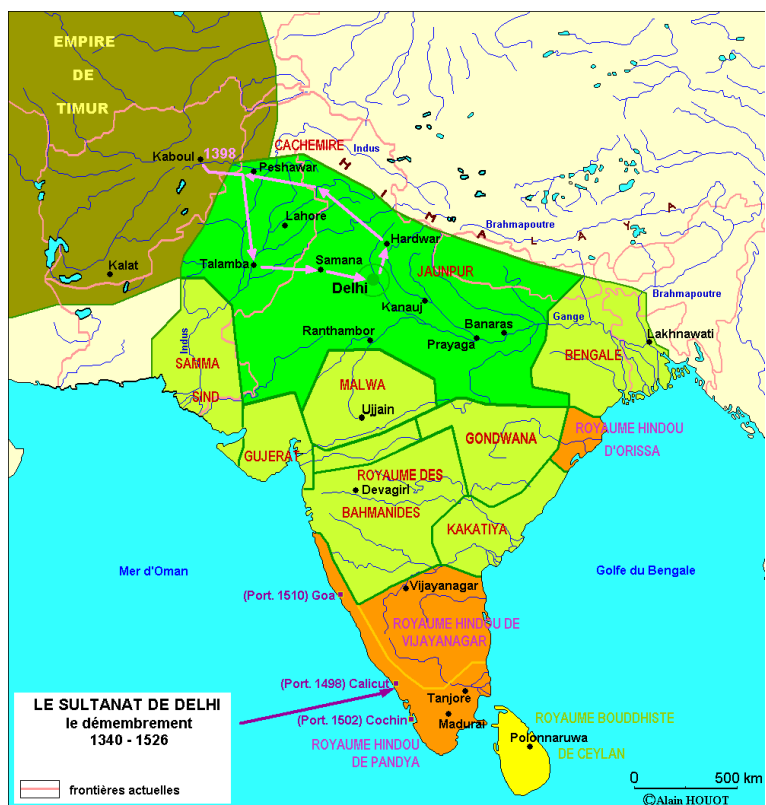 EMPIRE
DE
TIMUR
CACHEMIRE
Kaboul
1398
Indus
Peshawar
HIMALAYA
Lahore
Brahmapoutre
Hardwar
Kalat
Talamba
Samana
JAUNPUR
Delhi
Brahmapoutre
Kanauj
Gange
Ranthambor
Banaras
Prayaga
Lakhnawati
Indus
SAMMA
BENGALE
MALWA
SIND
Ujjain
ROYAUME HINDOU
D'ORISSA
GONDWANA
GUJERAT
ROYAUME DES
Devagiri
BAHMANIDES
KAKATIYA
Mer d'Oman
Golfe du Bengale
Vijayanagar
(Port. 1510) Goa
ROYAUME HINDOU DE
VIJAYANAGAR
(Port. 1498) Calicut
Tanjore
(Port. 1502) Cochin
Madurai
ROYAUME HINDOU
DE PANDYA
ROYAUME BOUDDHISTE
Polonnaruwa
DE CEYLAN
LE SULTANAT DE DELHI
le démembrement
1340 - 1526
frontières actuelles
0 500 km
©Alain HOUOT